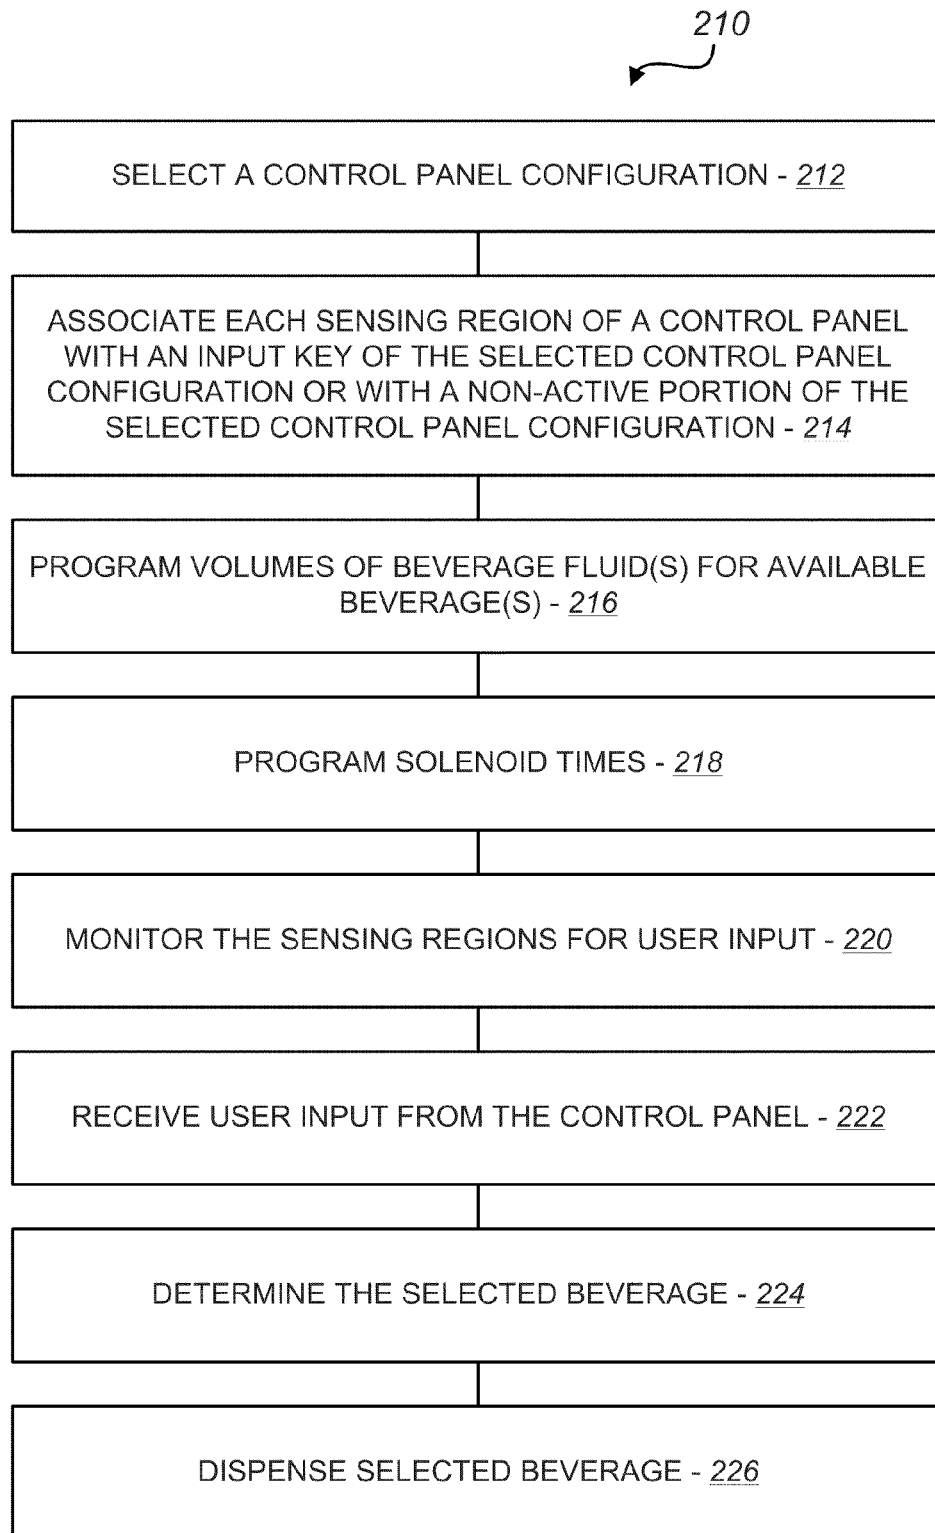 210
SELECT A CONTROL PANEL CONFIGURATION - 212
ASSOCIATE EACH SENSING REGION OF A CONTROL PANEL
WITH AN INPUT KEY OF THE SELECTED CONTROL PANEL
CONFIGURATION OR WITH A NON-ACTIVE PORTION OF THE
SELECTED CONTROL PANEL CONFIGURATION - 214
PROGRAM VOLUMES OF BEVERAGE FLUID(S) FOR AVAILABLE
BEVERAGE(S) - 216
PROGRAM SOLENOID TIMES - 218
MONITOR THE SENSING REGIONS FOR USER INPUT - 220
RECEIVE USER INPUT FROM THE CONTROL PANEL - 222
DETERMINE THE SELECTED BEVERAGE - 224
DISPENSE SELECTED BEVERAGE - 226